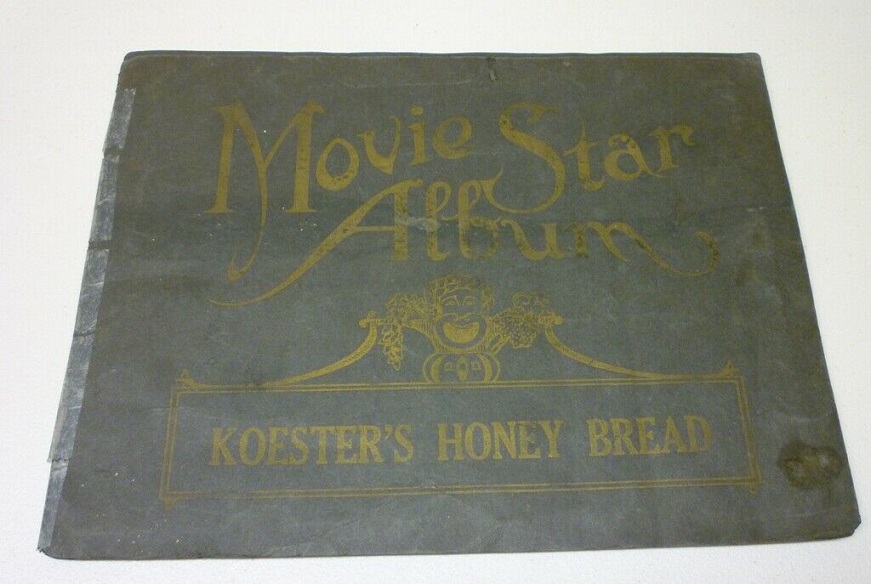 Movie Star
Album
KOESTER'S HONEY BREAD